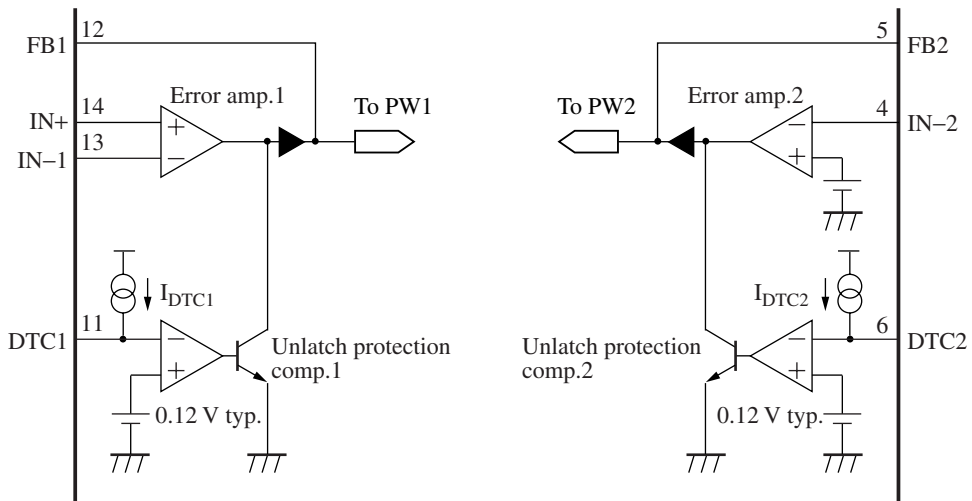 12
5
FB1
FB2
Error amp.1
To PW1
To PW2
Error amp.2
14
4
IN+
+
−
IN−2
13
−
+
IN−1
I_DTC1
I_DTC2
11
6
DTC1
−
−
DTC2
Unlatch protection
comp.1
Unlatch protection
comp.2
+
+
0.12 V typ.
0.12 V typ.